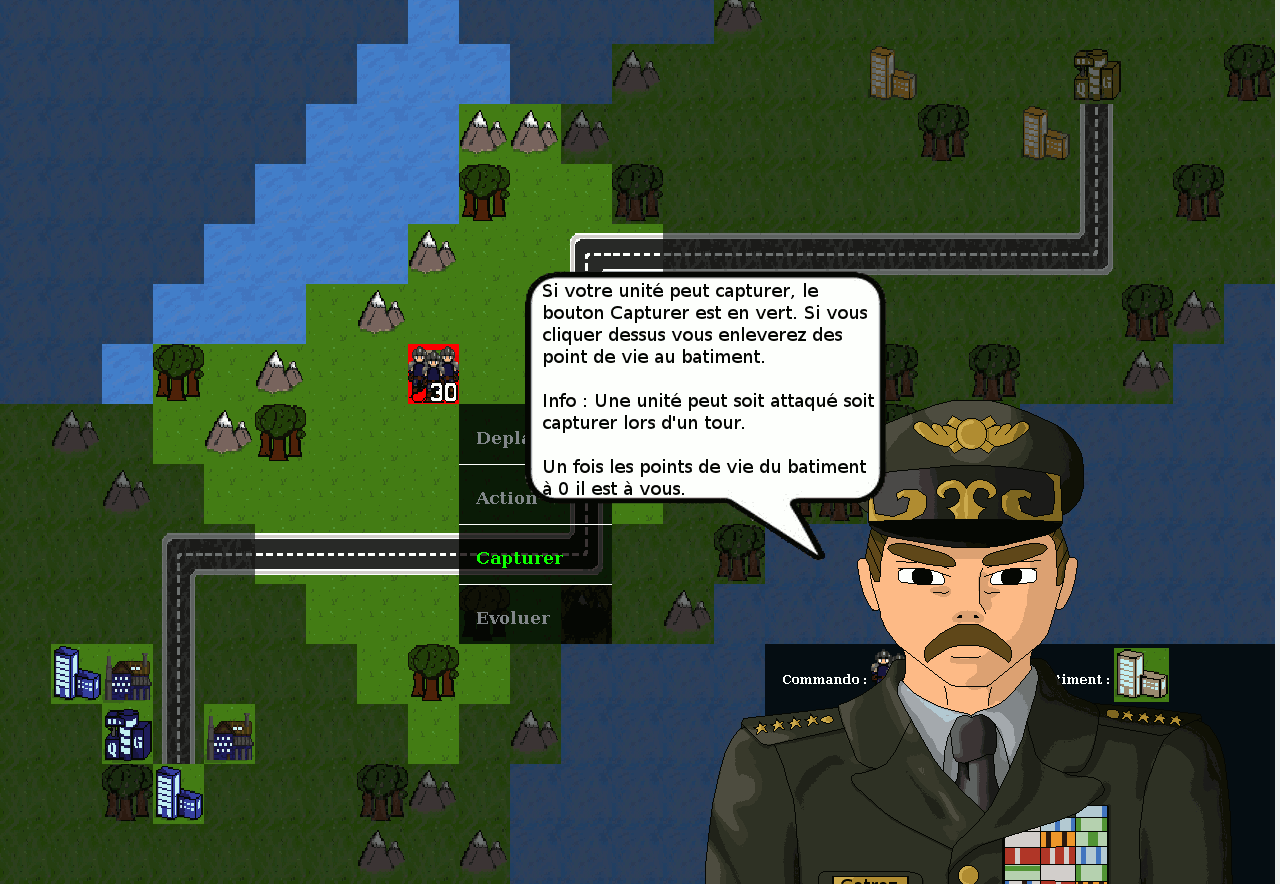 Si votre unité peut capturer, le
bouton Capturer est en vert. Si vous
cliquer dessus vous enleverez des
point de vie au batiment.
Info : Une unité peut soit attaqué soit
capturer lors d'un tour.
Un fois les points de vie du batiment
à 0 il est à vous.
30
Action
Capturer
Evoluer
Commando :
Q G
Q G